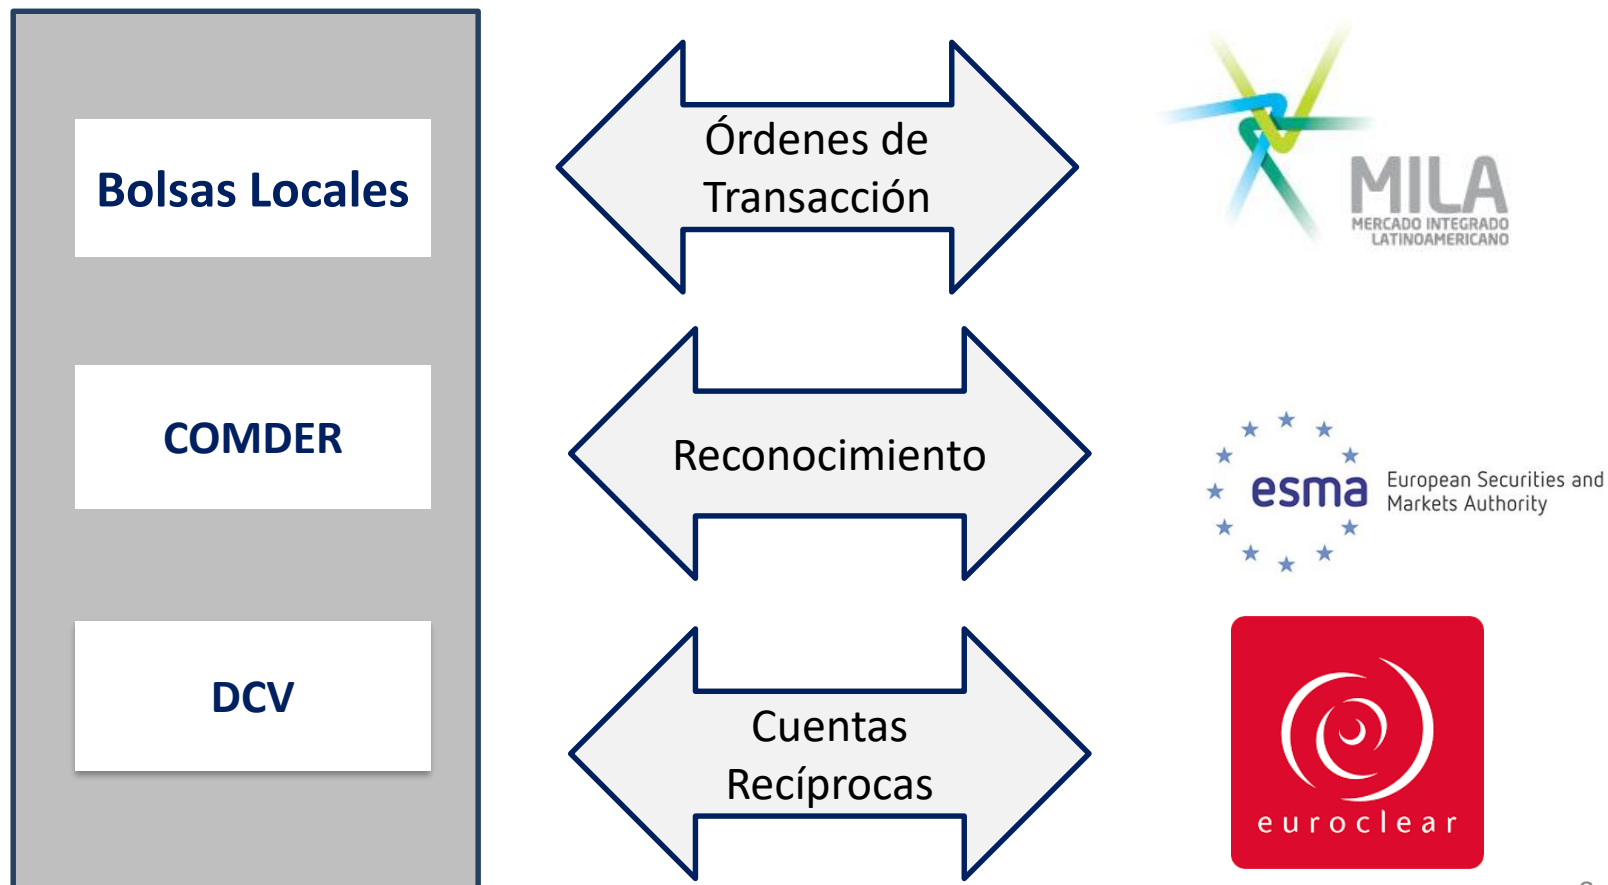 Bolsas Locales
Órdenes de
Transacción
MILA
MERCADO INTEGRADO
LATINOAMERICANO
COMDER
Reconocimiento
esma
European Securities and
Markets Authority
DCV
Cuentas
Recíprocas
euroclear